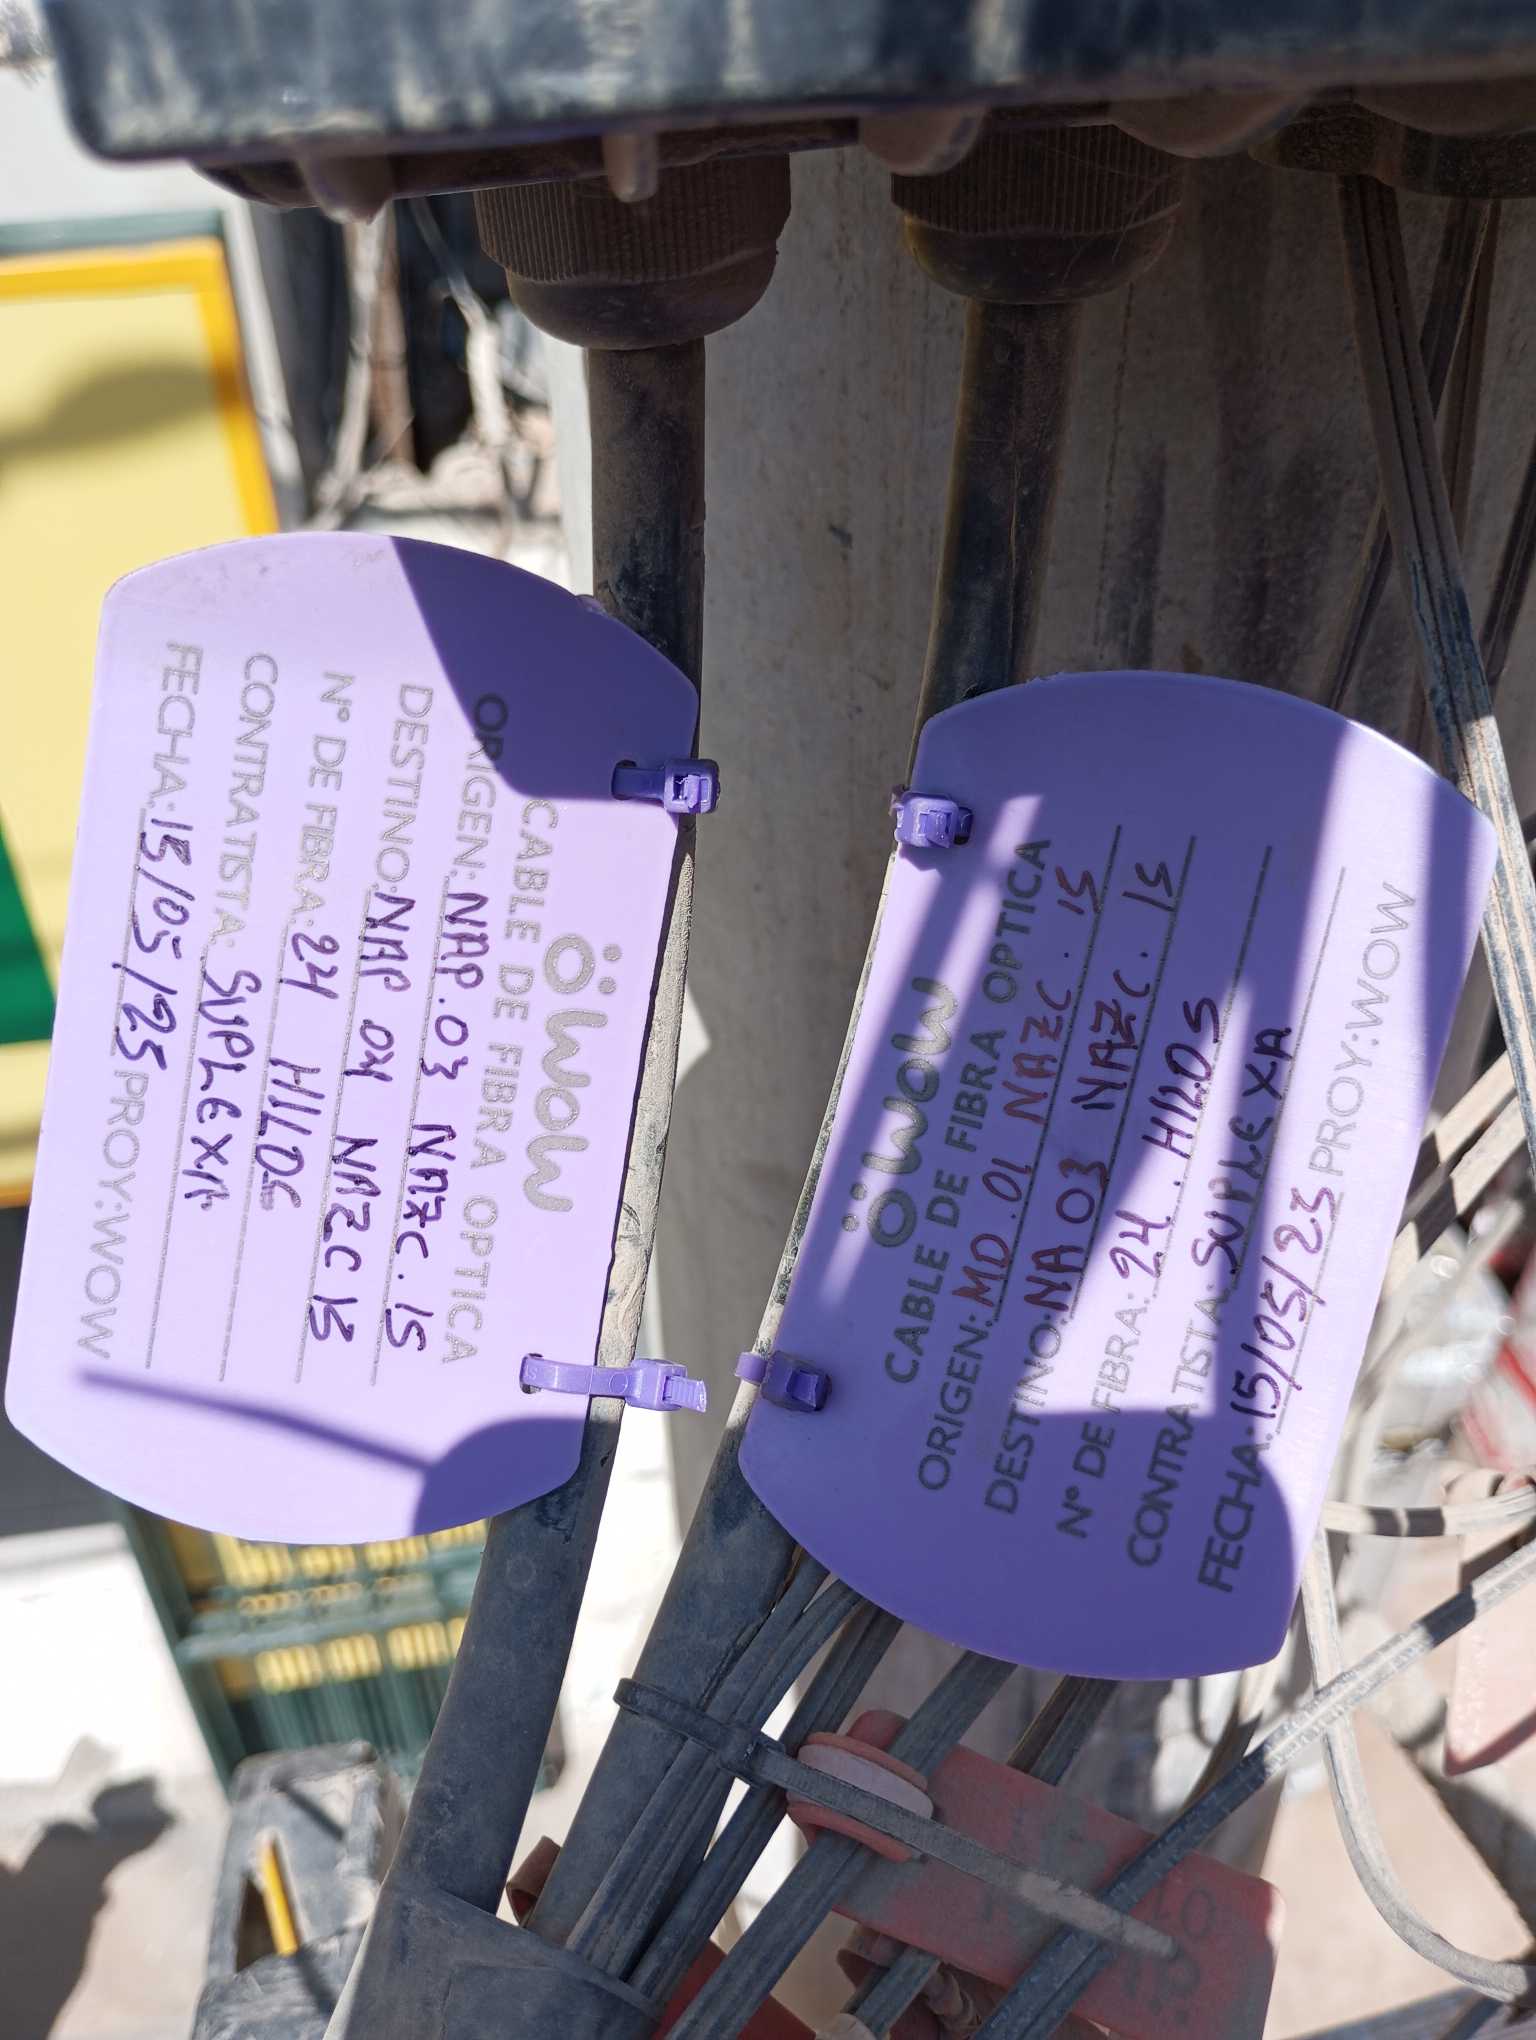 wow
CABLE DE FIBRA OPTICA
ORIGEN: NAP.03 NAZC.15
DESTINO: NAP 04 NAZC 15
N° DE FIBRA: 24 HILOS
CONTRATISTA: SUPLEXA
FECHA: 15/05/25 PROY: WOW
wow
CABLE DE FIBRA OPTICA
ORIGEN: MD.01 NAZC.15
DESTINO: NA 03 NAZC.15
N° DE FIBRA: 24. HILOS
CONTRATISTA: SUPLEXA
FECHA: 15/05/25 PROY: WOW